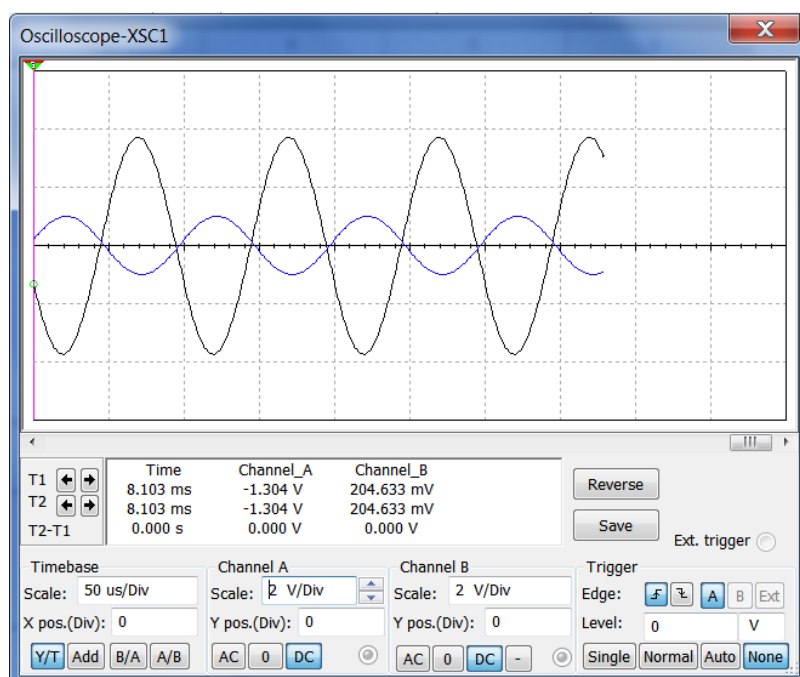 Oscilloscope-XSC1
X
T1
T2
T2-T1
Time Channel_A Channel_B
8.103 ms -1.304 V 204.633 mV
8.103 ms -1.304 V 204.633 mV
0.000 s 0.000 V 0.000 V
Reverse
Save
Ext. trigger
Timebase
Scale: 50 us/Div
X pos.(Div): 0
Y/T Add B/A A/B
Channel A
Scale: 2 V/Div
Y pos.(Div): 0
AC 0 DC
Channel B
Scale: 2 V/Div
Y pos.(Div): 0
AC 0 DC -
Trigger
Edge: A B Ext
Level: 0 V
Single Normal Auto None